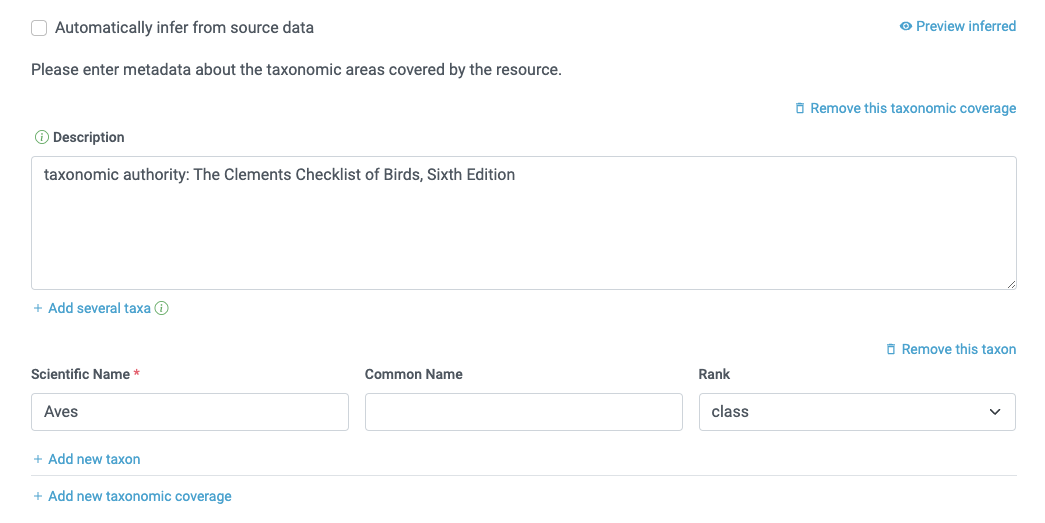 Automatically infer from source data
Preview inferred
Please enter metadata about the taxonomic areas covered by the resource.
Remove this taxonomic coverage
Description
taxonomic authority: The Clements Checklist of Birds, Sixth Edition
+ Add several taxa
Remove this taxon
Scientific Name * Common Name Rank
Aves class
+ Add new taxon
+ Add new taxonomic coverage